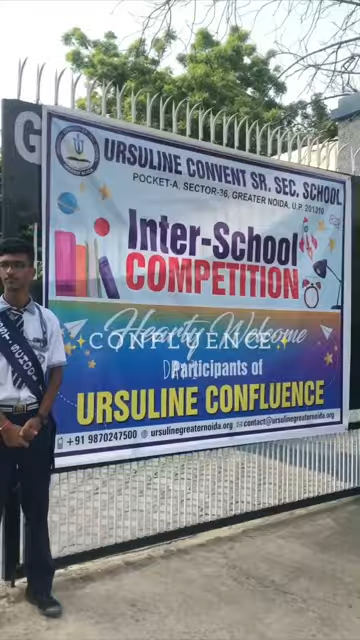 G
URSULINE CONVENT SR. SEC. SCHOOL
POCKET-A, SECTOR-36, GREATER NOIDA, U.P. 201310
Inter-School
COMPETITION
Hearty Welcome
CONFLUENCE
Participants of
URSULINE CONFLUENCE
+91 9870247500 ursulinegreaternoida.org contact@ursulinegreaternoida.org